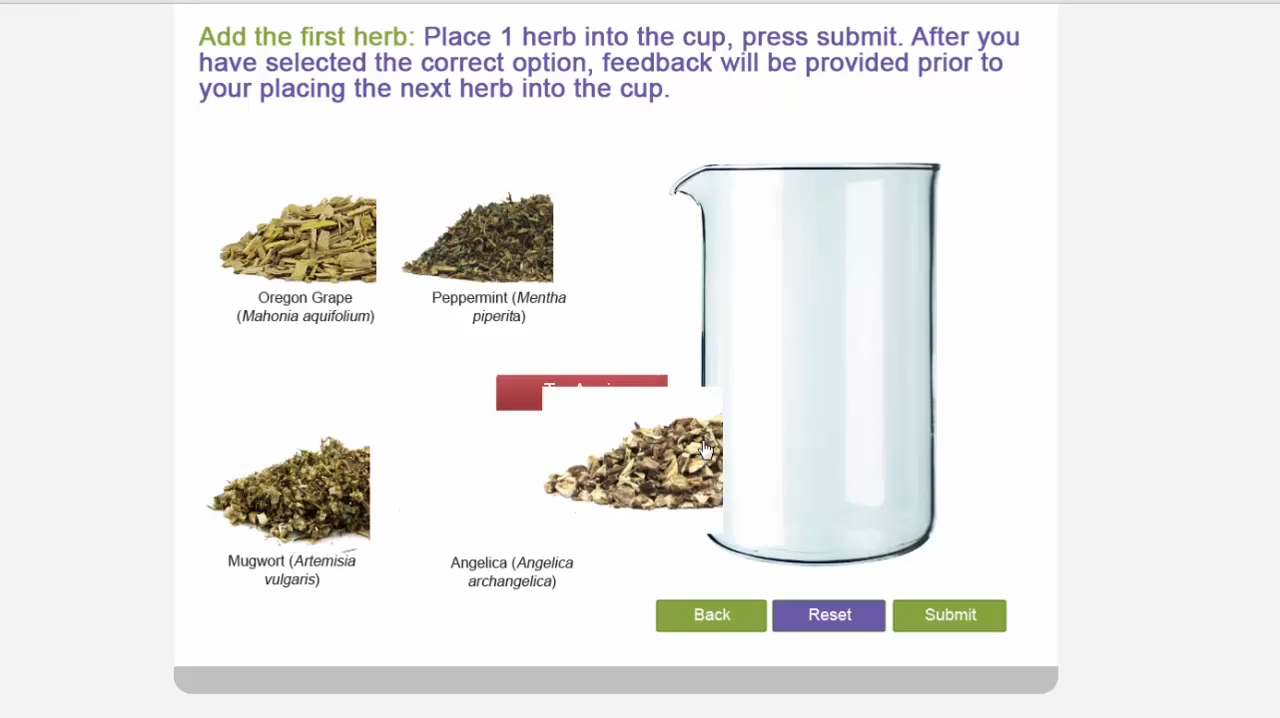 Add the first herb: Place 1 herb into the cup, press submit. After you
have selected the correct option, feedback will be provided prior to
your placing the next herb into the cup.
Oregon Grape
(Mahonia aquifolium)
Peppermint (Mentha
piperita)
Mugwort (Artemisia
vulgaris)
Angelica (Angelica
archangelica)
Back
Reset
Submit